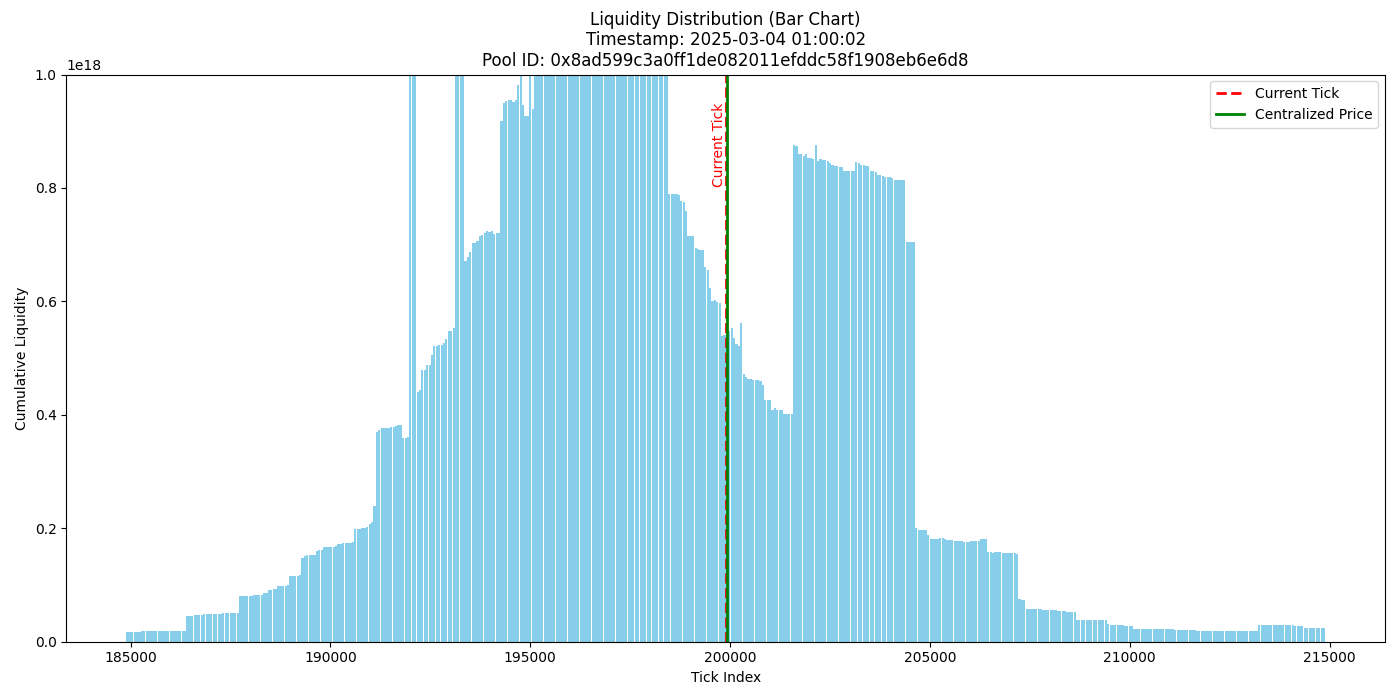 Liquidity Distribution (Bar Chart)
Timestamp: 2025-03-04 01:00:02
Pool ID: 0x8ad599c3a0ff1de082011efddc58f1908eb6e6d8
1e18
1.0
0.8
0.6
0.4
0.2
0.0
Cumulative Liquidity
Current Tick
Current Tick
Centralized Price
185000
190000
195000
200000
205000
210000
215000
Tick Index